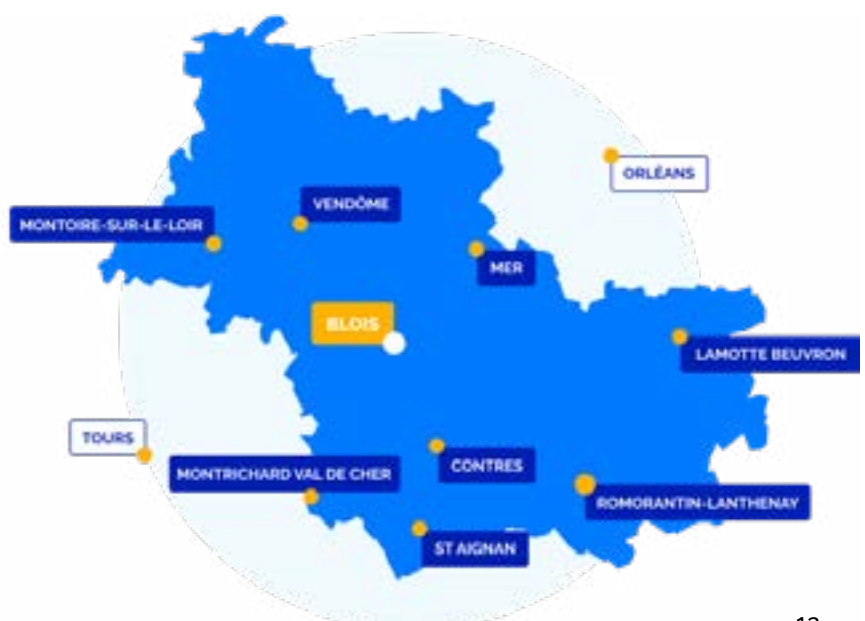 ORLÉANS
VENDÔME
MONTOIRE-SUR-LE-LOIR
MER
BLOIS
LAMOTTE BEUVRON
TOURS
MONTRICHARD VAL DE CHER
CONTRES
ROMORANTIN-LANTHENAY
ST AIGNAN